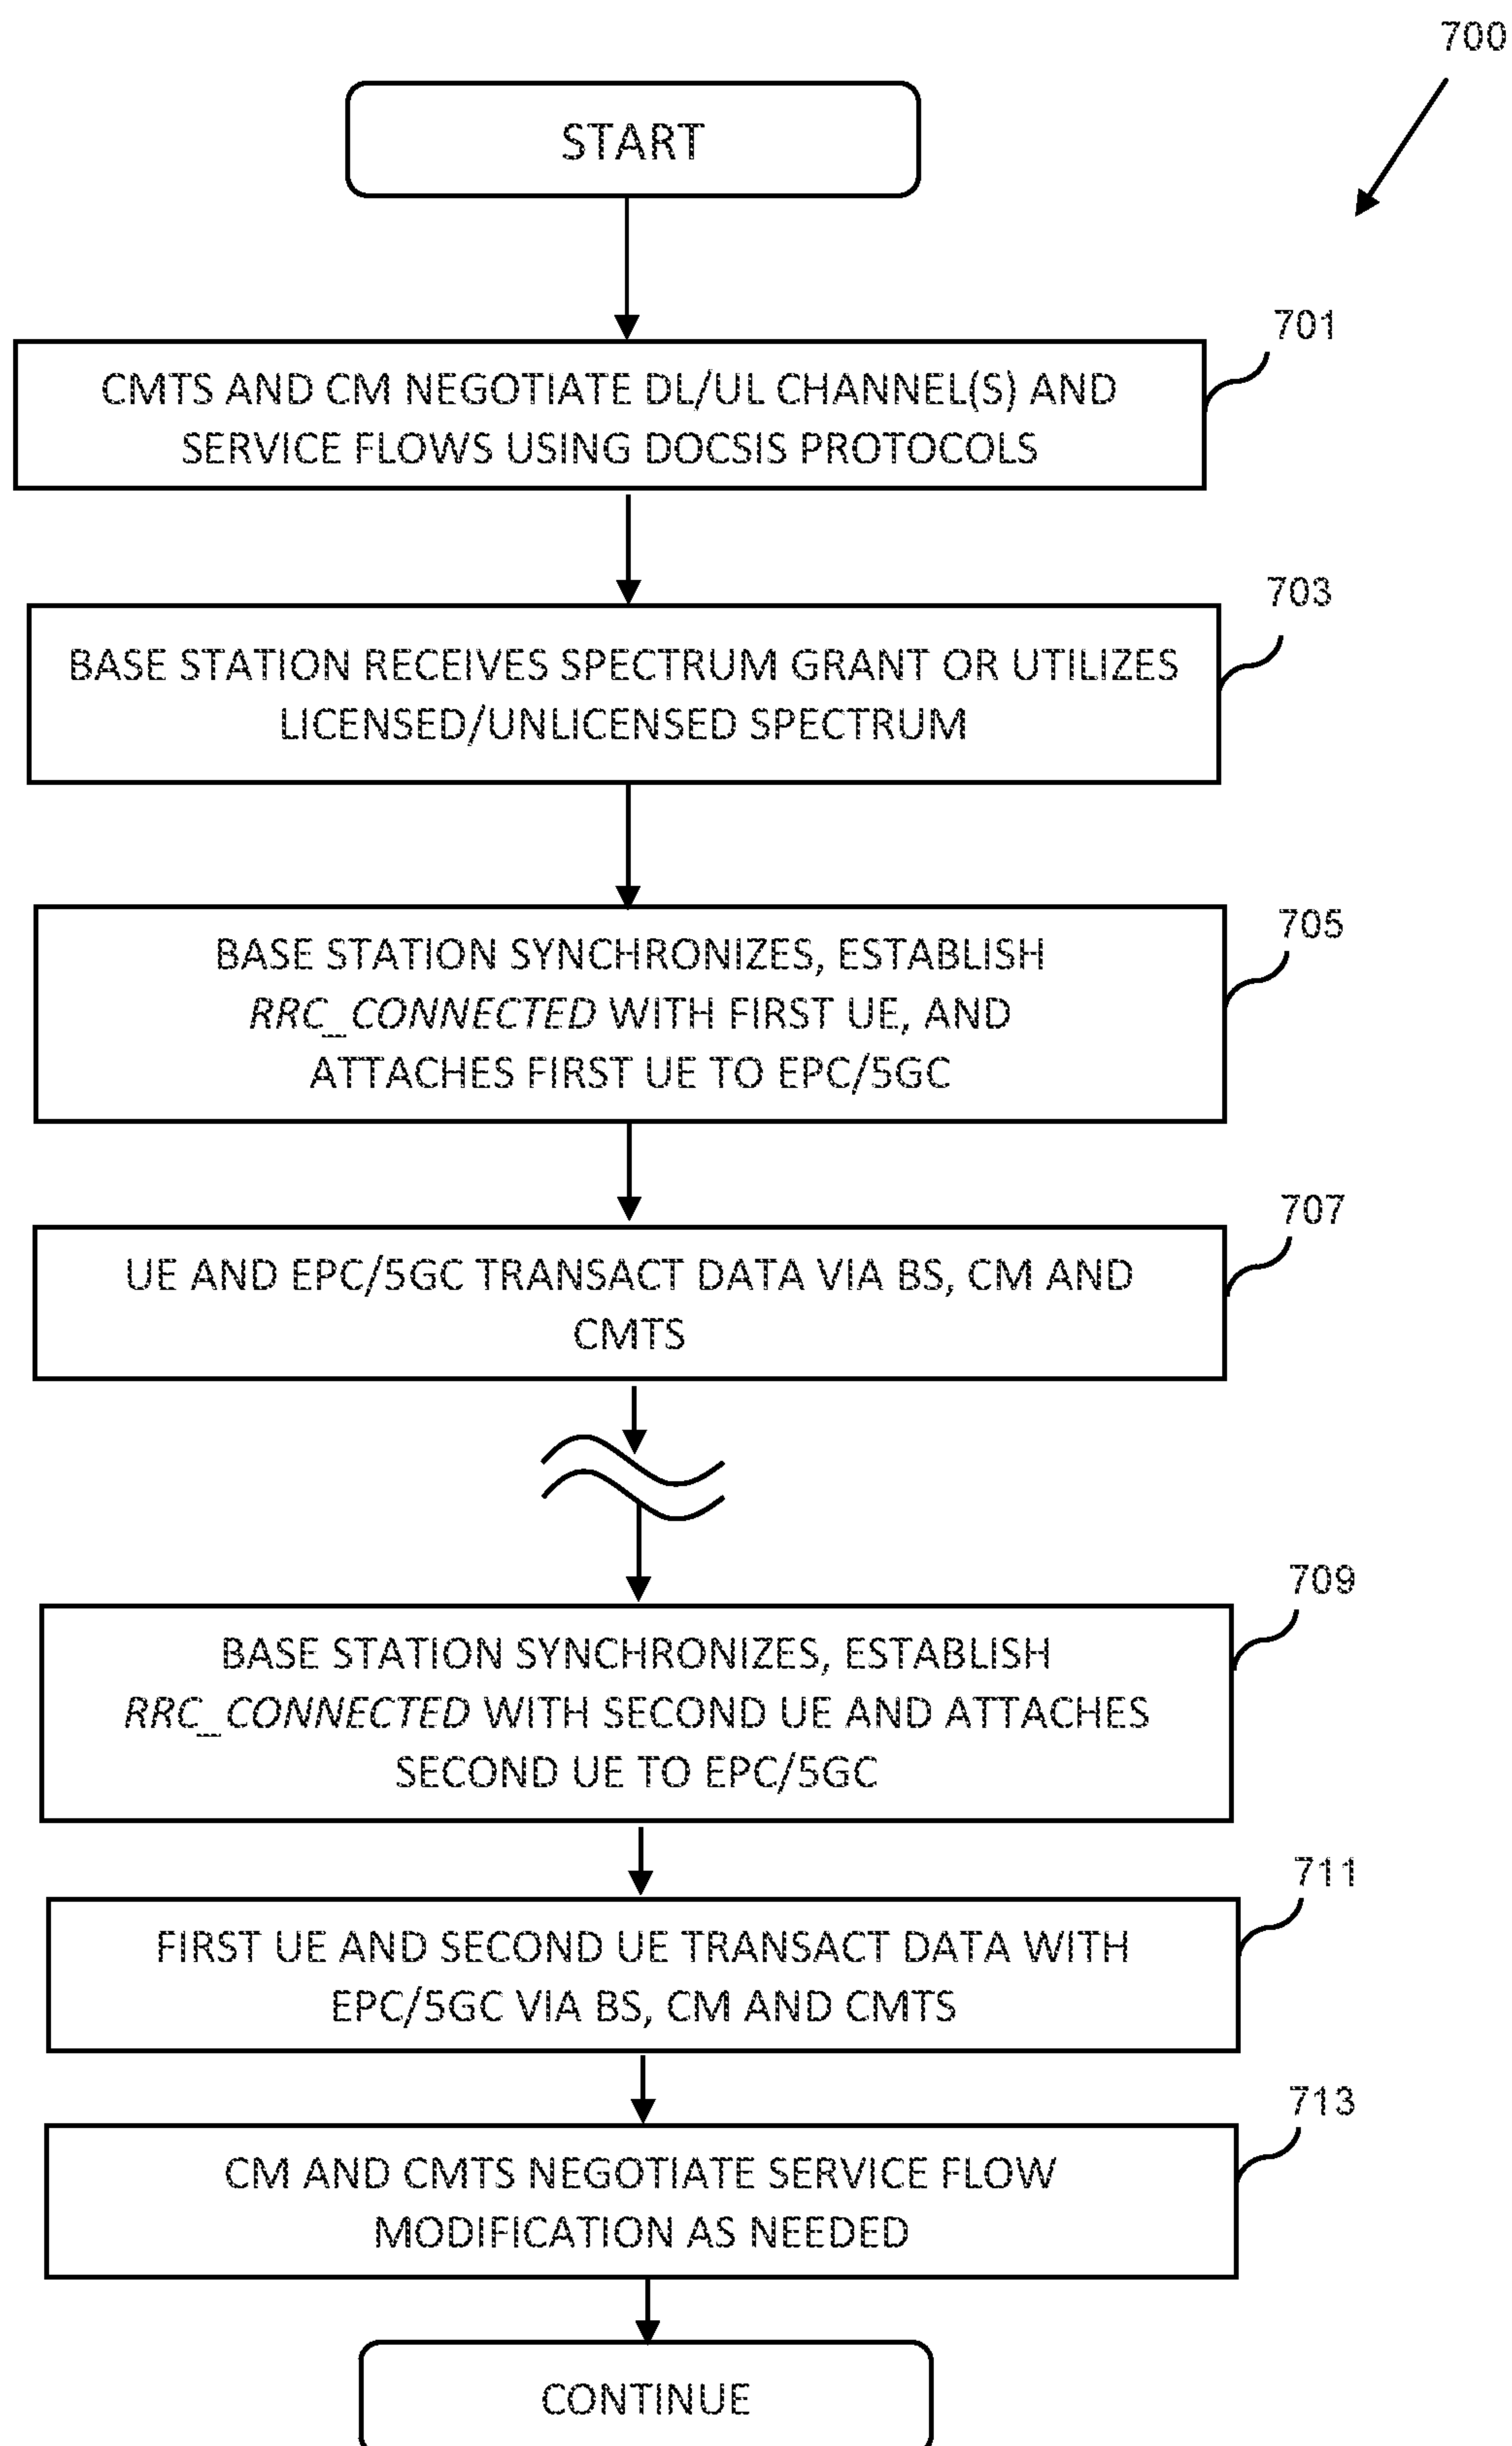 700
START
701
CMTS AND CM NEGOTIATE DL/UL CHANNEL(S) AND
SERVICE FLOWS USING DOCSIS PROTOCOLS
703
BASE STATION RECEIVES SPECTRUM GRANT OR UTILIZES
LICENSED/UNLICENSED SPECTRUM
705
BASE STATION SYNCHRONIZES, ESTABLISH
RRC_CONNECTED WITH FIRST UE, AND
ATTACHES FIRST UE TO EPC/5GC
707
UE AND EPC/5GC TRANSACT DATA VIA BS, CM AND
CMTS
709
BASE STATION SYNCHRONIZES, ESTABLISH
RRC_CONNECTED WITH SECOND UE AND ATTACHES
SECOND UE TO EPC/5GC
711
FIRST UE AND SECOND UE TRANSACT DATA WITH
EPC/5GC VIA BS, CM AND CMTS
713
CM AND CMTS NEGOTIATE SERVICE FLOW
MODIFICATION AS NEEDED
CONTINUE